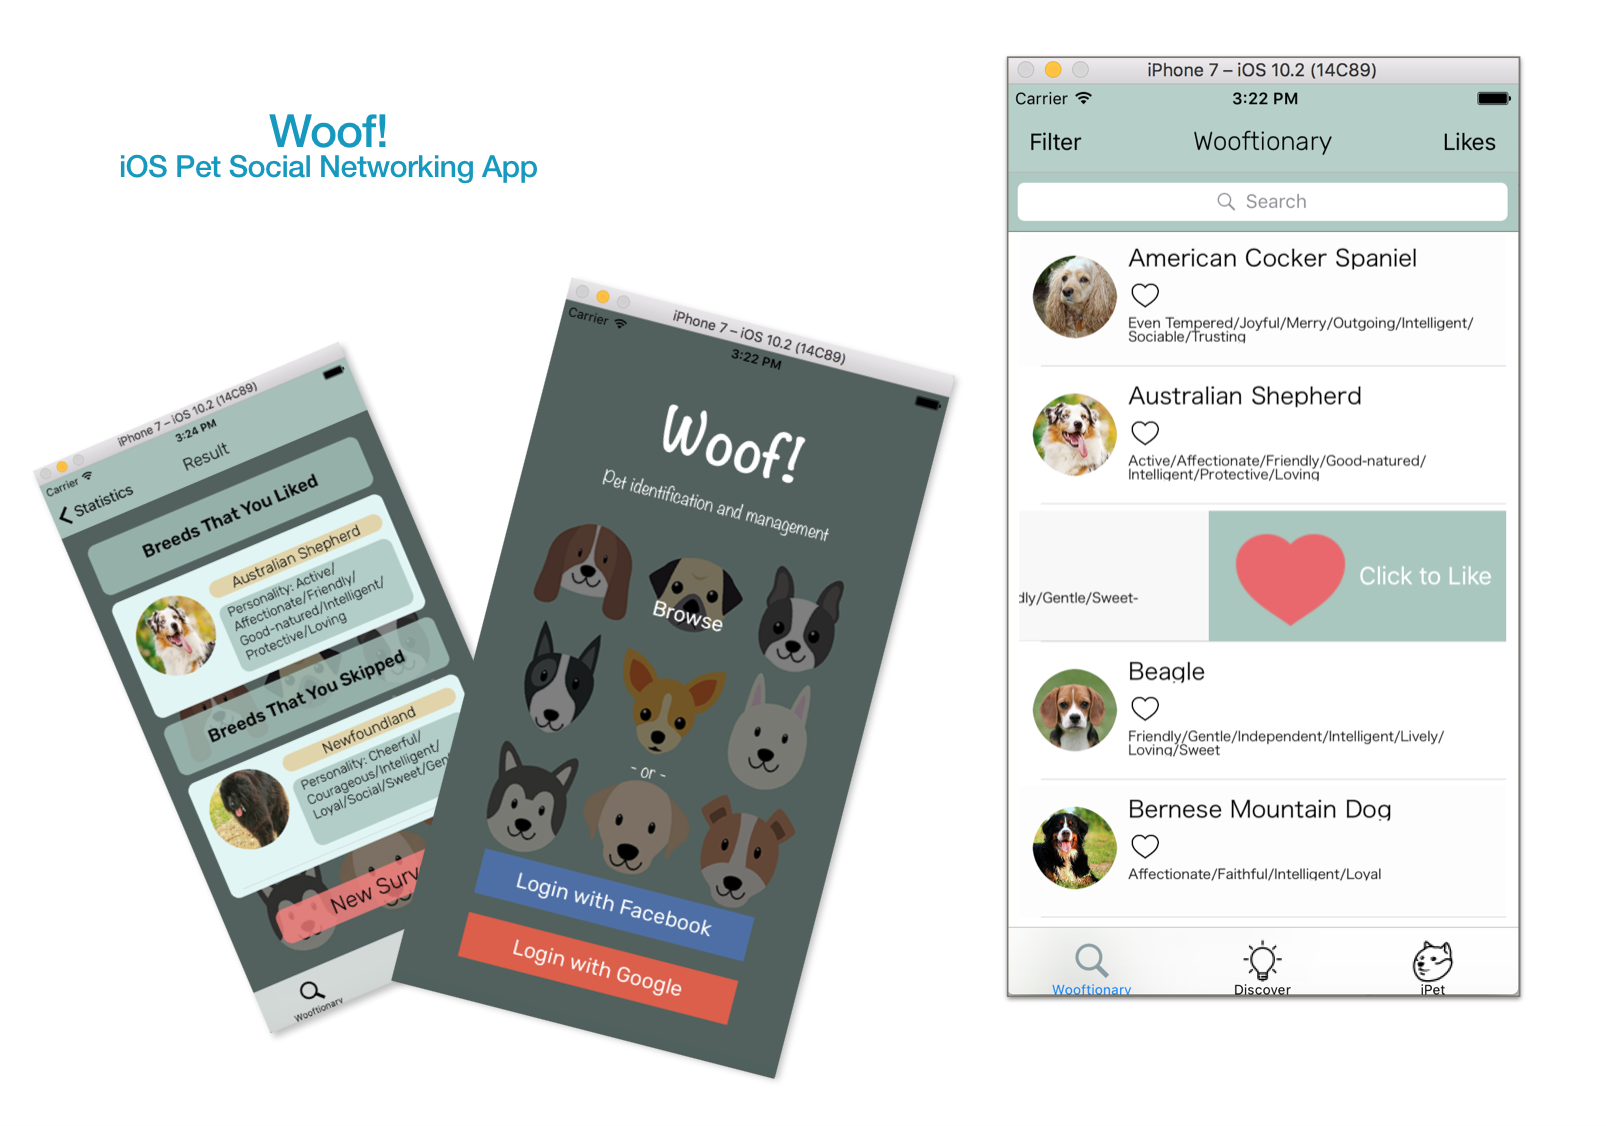 Woof!
iOS Pet Social Networking App
iPhone 7 – iOS 10.2 (14C89)
Carrier
3:24 PM
Statistics
Result
Breeds That You Liked
Australian Shepherd
Personality: Active/
Affectionate/Friendly/
Good-natured/Intelligent/
Protective/Loving
Breeds That You Skipped
Newfoundland
Personality: Cheerful/
Courageous/Intelligent/
Loyal/Social/Sweet/Gen
New Surv
Wooftionary
iPhone 7 – iOS 10.2 (14C89)
Carrier
3:22 PM
Woof!
Pet identification and management
Browse
- or -
Login with Facebook
Login with Google
iPhone 7 – iOS 10.2 (14C89)
Carrier 3:22 PM
Filter Wooftionary Likes
Search
American Cocker Spaniel
Even Tempered/Joyful/Merry/Outgoing/Intelligent/
Sociable/Trusting
Australian Shepherd
Active/Affectionate/Friendly/Good-natured/
Intelligent/Protective/Loving
dly/Gentle/Sweet-
Click to Like
Beagle
Friendly/Gentle/Independent/Intelligent/Lively/
Loving/Sweet
Bernese Mountain Dog
Affectionate/Faithful/Intelligent/Loyal
Wooftionary Discover iPet